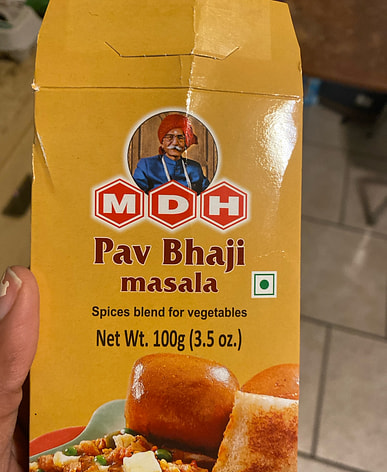 MDH
Pav Bhaji
masala
Spices blend for vegetables
Net Wt. 100g (3.5 oz.)